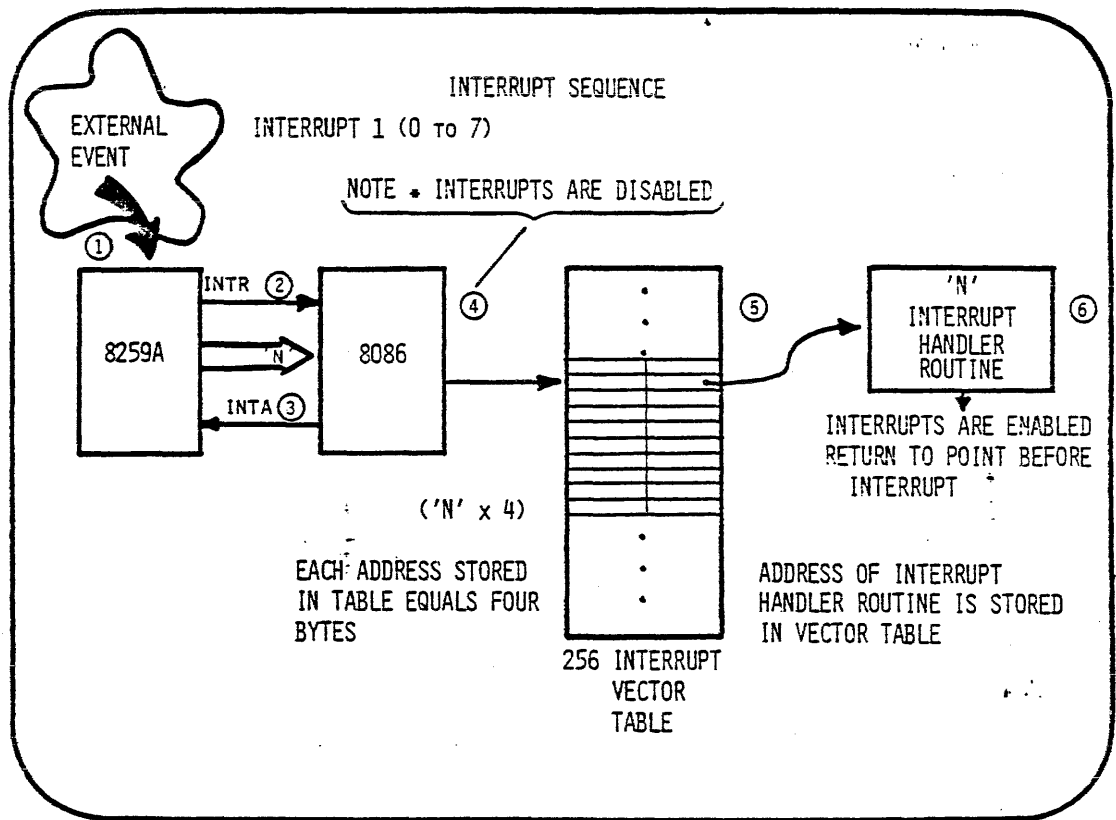 INTERRUPT SEQUENCE
EXTERNAL
EVENT
INTERRUPT 1 (0 TO 7)
NOTE * INTERRUPTS ARE DISABLED
1
INTR 2
8259A
'N'
8086
INTA 3
4
5
'N'
INTERRUPT
HANDLER
ROUTINE
6
INTERRUPTS ARE ENABLED
RETURN TO POINT BEFORE
INTERRUPT
('N' x 4)
EACH ADDRESS STORED
IN TABLE EQUALS FOUR
BYTES
256 INTERRUPT
VECTOR
TABLE
ADDRESS OF INTERRUPT
HANDLER ROUTINE IS STORED
IN VECTOR TABLE